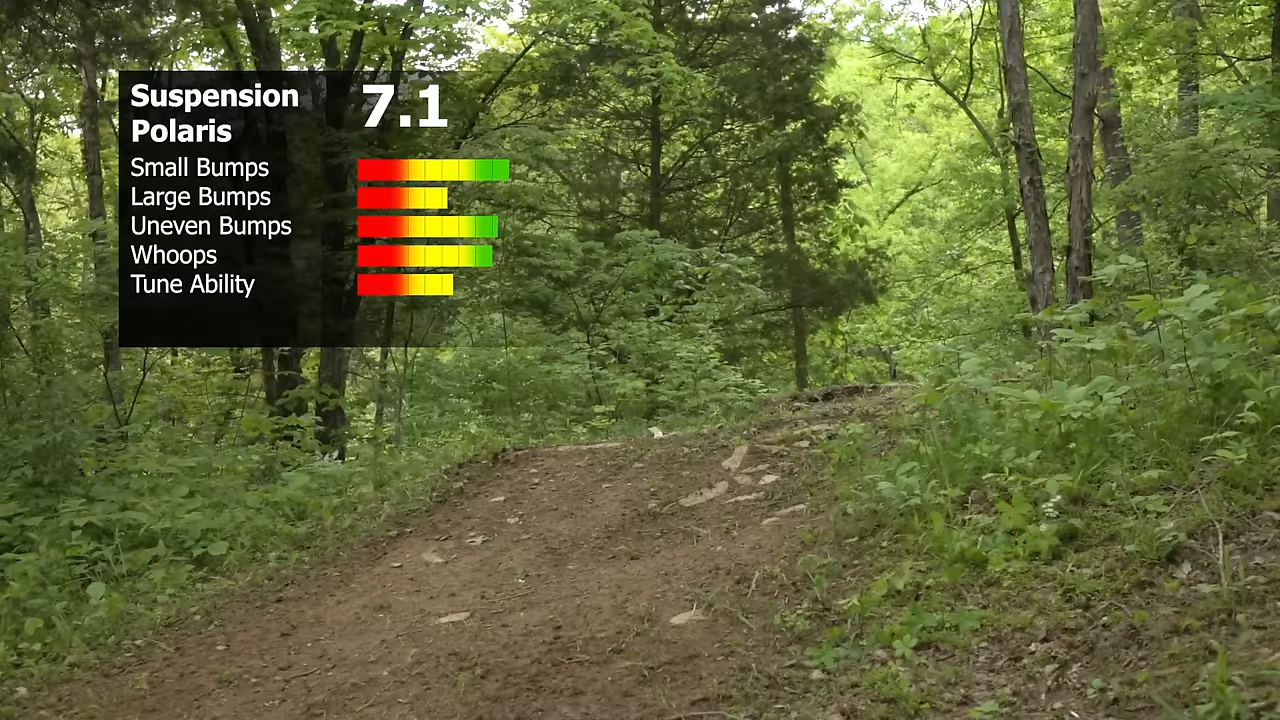 Suspension 7.1
Polaris
Small Bumps
Large Bumps
Uneven Bumps
Whoops
Tune Ability